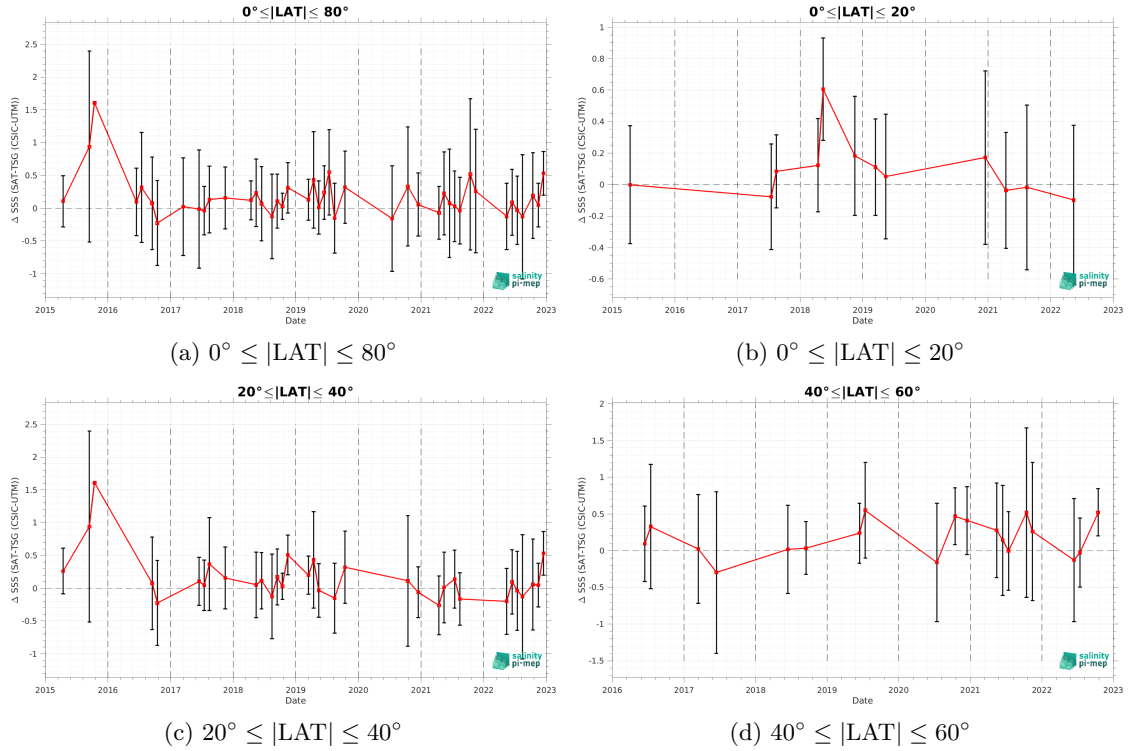 0°≤|LAT|≤ 80°
2.5
2
1.5
1
0.5
0
-0.5
-1
Δ SSS (SAT-TSG (CSIC-UTM))
2015 2016 2017 2018 2019 2020 2021 2022 2023
Date
salinity
pi-mep
(a) 0° ≤ |LAT| ≤ 80°
0°≤|LAT|≤ 20°
1
0.8
0.6
0.4
0.2
0
-0.2
-0.4
-0.6
Δ SSS (SAT-TSG (CSIC-UTM))
2015 2016 2017 2018 2019 2020 2021 2022 2023
Date
salinity
pi-mep
(b) 0° ≤ |LAT| ≤ 20°
20°≤|LAT|≤ 40°
2.5
2
1.5
1
0.5
0
-0.5
-1
Δ SSS (SAT-TSG (CSIC-UTM))
2015 2016 2017 2018 2019 2020 2021 2022 2023
Date
salinity
pi-mep
(c) 20° ≤ |LAT| ≤ 40°
40°≤|LAT|≤ 60°
2
1.5
1
0.5
0
-0.5
-1
-1.5
Δ SSS (SAT-TSG (CSIC-UTM))
2016 2017 2018 2019 2020 2021 2022 2023
Date
salinity
pi-mep
(d) 40° ≤ |LAT| ≤ 60°